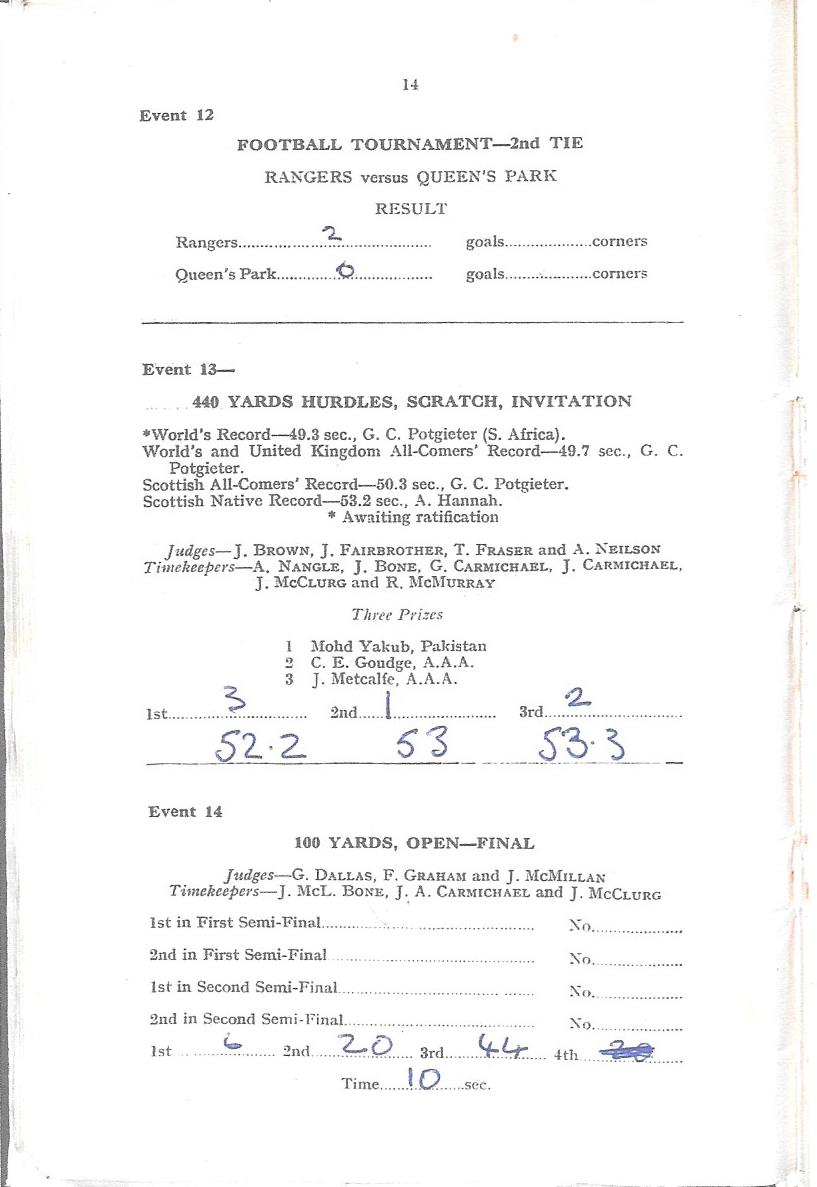 14
Event 12
FOOTBALL TOURNAMENT—2nd TIE
RANGERS versus QUEEN'S PARK
RESULT
Rangers 2 goals corners
Queen's Park 0 goals corners
Event 13—
440 YARDS HURDLES, SCRATCH, INVITATION
*World's Record—49.3 sec., G. C. Potgieter (S. Africa).
World's and United Kingdom All-Comers' Record—49.7 sec., G. C.
Potgieter.
Scottish All-Comers' Record—50.3 sec., G. C. Potgieter.
Scottish Native Record—53.2 sec., A. Hannah.
* Awaiting ratification
Judges—J. BROWN, J. FAIRBROTHER, T. FRASER and A. NEILSON
Timekeepers—A. NANGLE, J. BONE, G. CARMICHAEL, J. CARMICHAEL,
J. MCCLURG and R. MCMURRAY
Three Prizes
1 Mohd Yakub, Pakistan
2 C. E. Goudge, A.A.A.
3 J. Metcalfe, A.A.A.
1st 3 2nd 1 3rd 2
52.2 53 53.3
Event 14
100 YARDS, OPEN—FINAL
Judges—G. DALLAS, F. GRAHAM and J. MCMILLAN
Timekeepers—J. MCL. BONE, J. A. CARMICHAEL and J. MCCLURG
1st in First Semi-Final No.
2nd in First Semi-Final No.
1st in Second Semi-Final No.
2nd in Second Semi-Final No.
1st 6 2nd 20 3rd 44 4th
Time 10 sec.